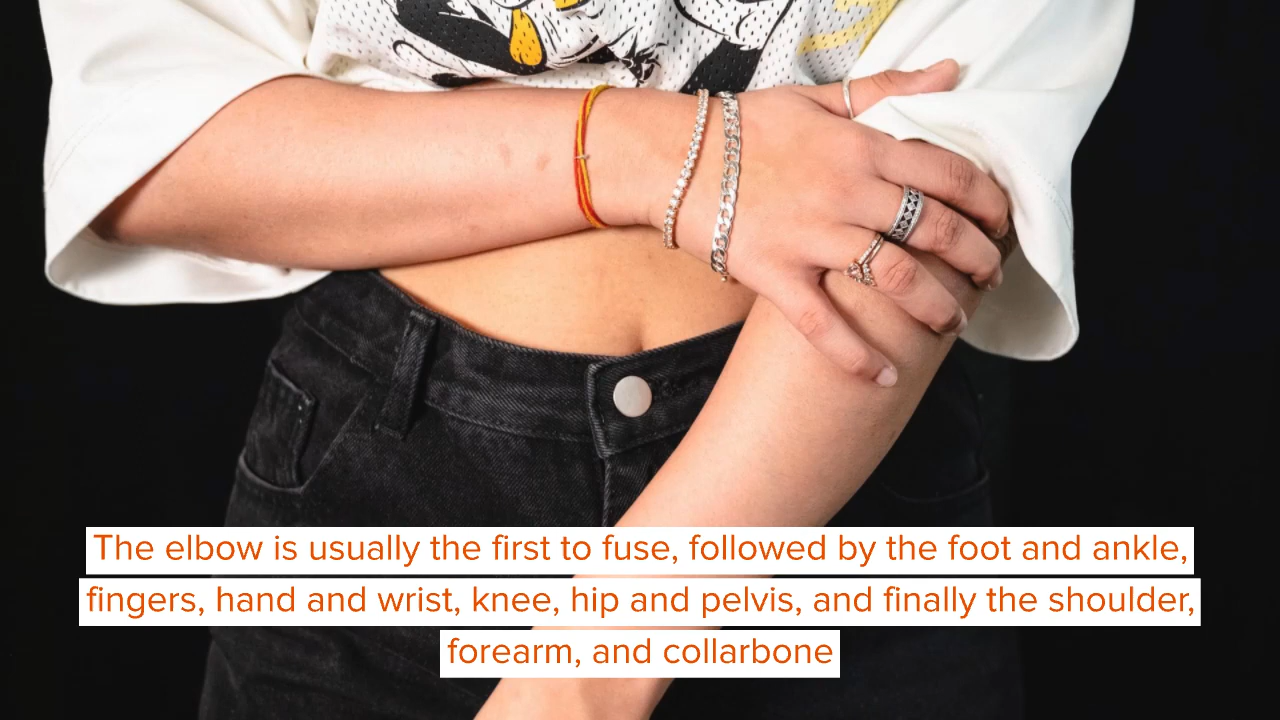 The elbow is usually the first to fuse, followed by the foot and ankle,
fingers, hand and wrist, knee, hip and pelvis, and finally the shoulder,
forearm, and collarbone